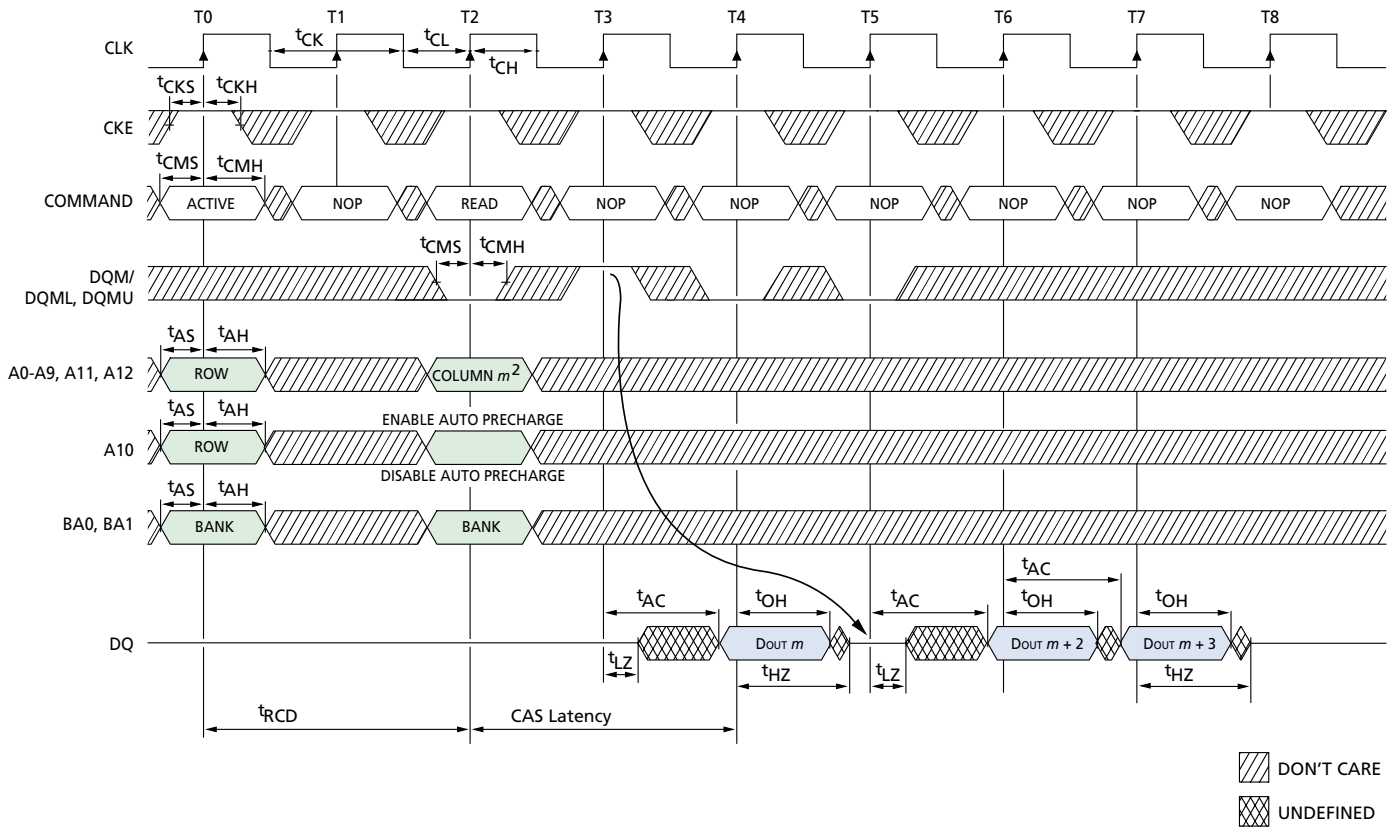 T0 T1 T2 T3 T4 T5 T6 T7 T8
CLK
tCK tCL
tCH
tCKS tCKH
CKE
tCMS tCMH
COMMAND ACTIVE NOP READ NOP NOP NOP NOP NOP NOP
tCMS tCMH
DQM/
DQML, DQMU
tAS tAH
A0-A9, A11, A12 ROW COLUMN m2
tAS tAH
ENABLE AUTO PRECHARGE
A10 ROW
DISABLE AUTO PRECHARGE
tAS tAH
BA0, BA1 BANK BANK
tAC
tAC tOH tAC tOH tOH
DQ DOUT m DOUT m + 2 DOUT m + 3
tLZ tHZ tLZ tHZ
tRCD CAS Latency
DON'T CARE
UNDEFINED